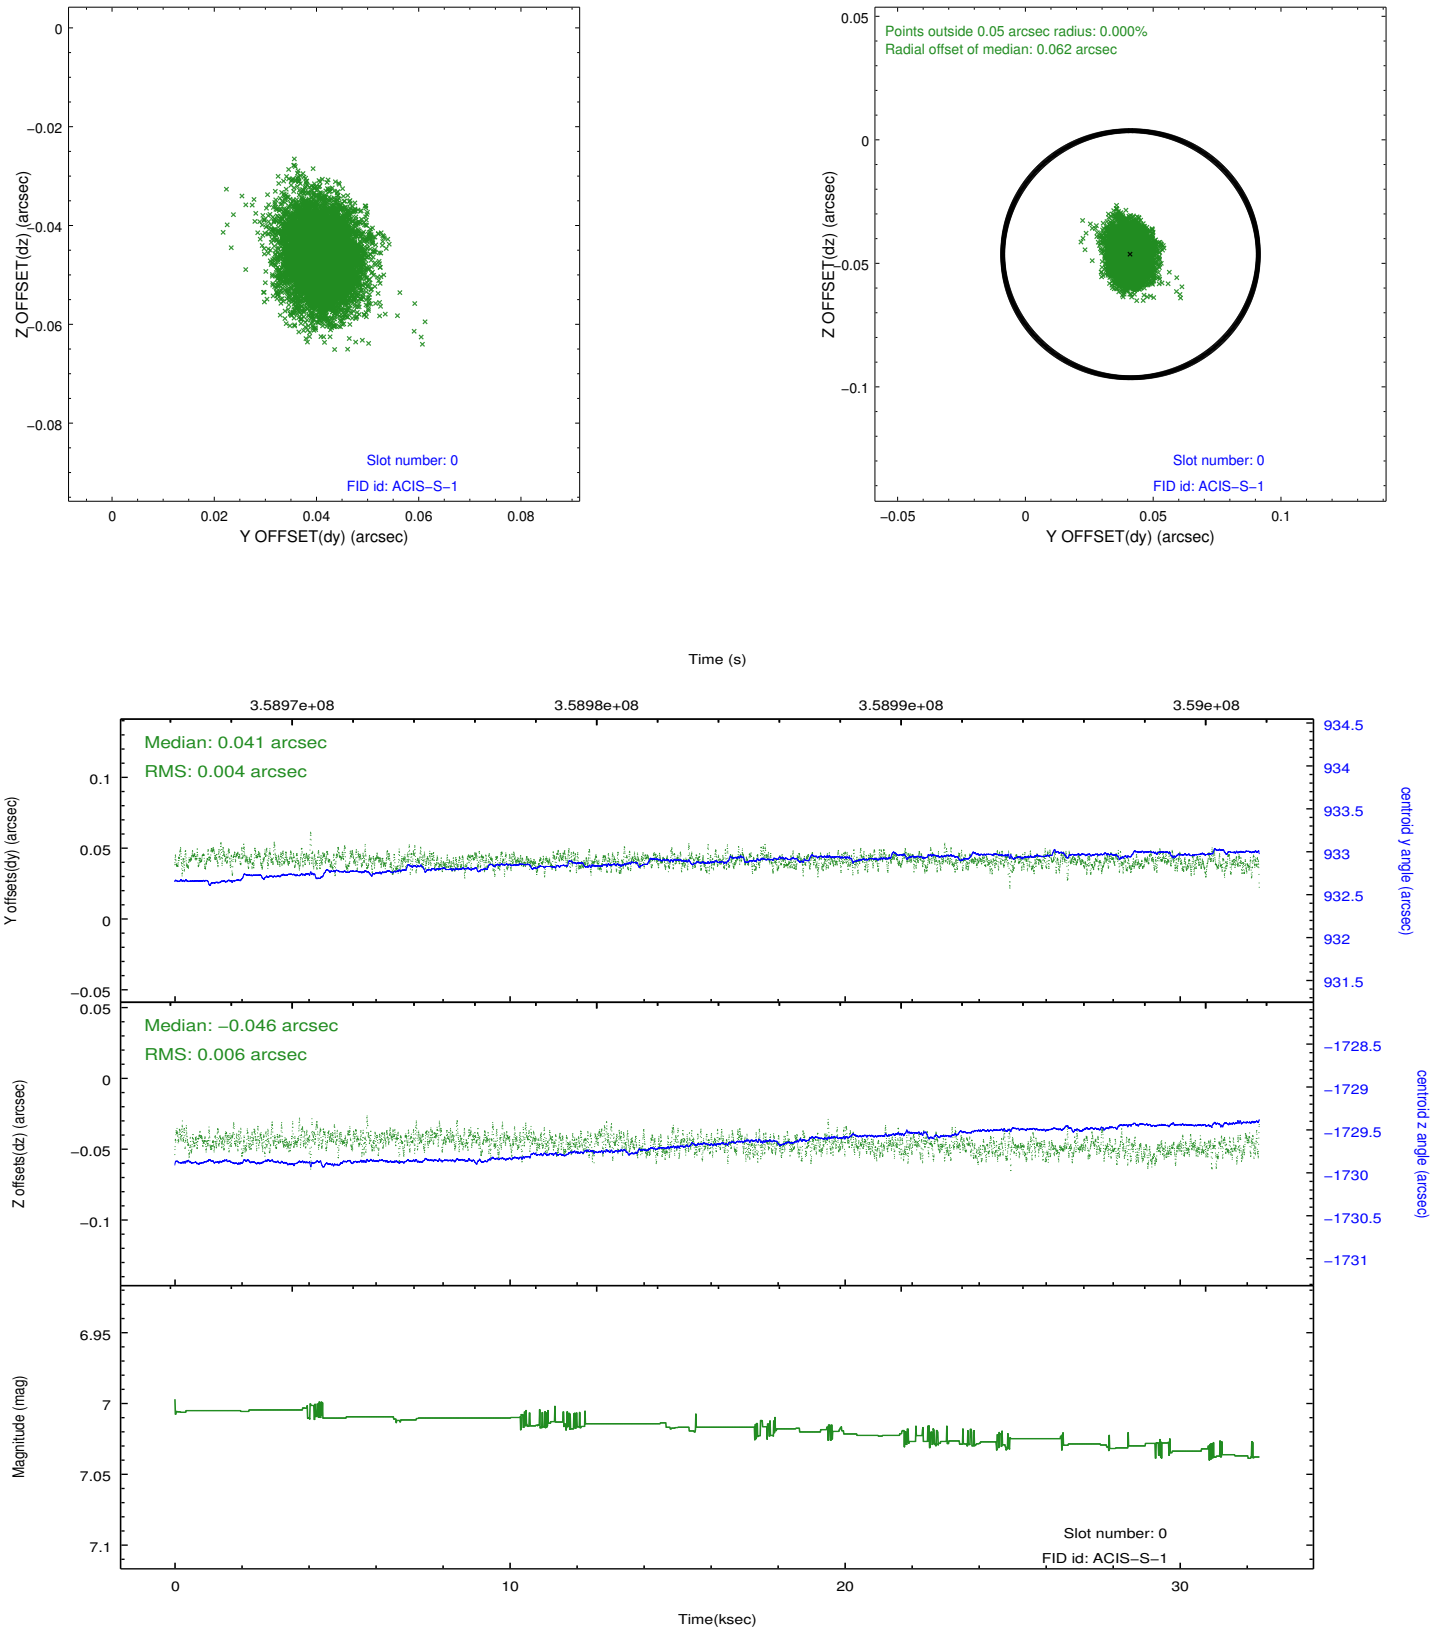 0
−0.02
−0.04
−0.06
−0.08
Z OFFSET(dz) (arcsec)
Slot number: 0
FID id: ACIS−S−1
0 0.02 0.04 0.06 0.08
Y OFFSET(dy) (arcsec)
Points outside 0.05 arcsec radius: 0.000%
Radial offset of median: 0.062 arcsec
0.05
0
−0.05
−0.1
Z OFFSET(dz) (arcsec)
Slot number: 0
FID id: ACIS−S−1
−0.05 0 0.05 0.1
Y OFFSET(dy) (arcsec)
Time (s)
3.5897e+08 3.5898e+08 3.5899e+08 3.59e+08
Median: 0.041 arcsec
RMS: 0.004 arcsec
0.1
0.05
0
−0.05
Y offsets(dy) (arcsec)
934.5
934
933.5
933
932.5
932
931.5
centroid y angle (arcsec)
Median: −0.046 arcsec
RMS: 0.006 arcsec
0.05
0
−0.05
−0.1
Z offsets(dz) (arcsec)
−1728.5
−1729
−1729.5
−1730
−1730.5
−1731
centroid z angle (arcsec)
6.95
7
7.05
7.1
Magnitude (mag)
Slot number: 0
FID id: ACIS−S−1
0 10 20 30
Time(ksec)